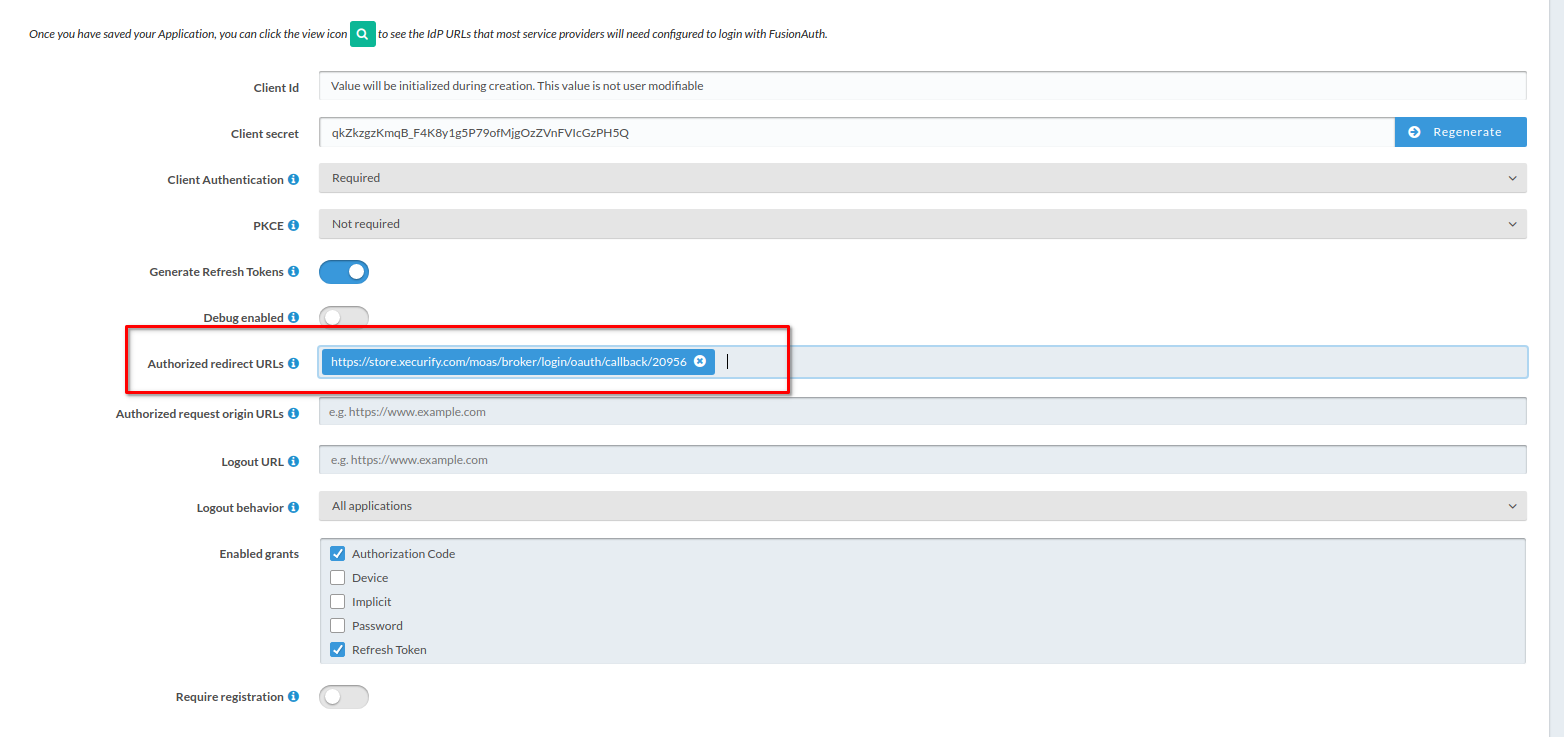 Once you have saved your Application, you can click the view icon to see the IdP URLs that most service providers will need configured to login with FusionAuth.
Client Id Value will be initialized during creation. This value is not user modifiable
Client secret qkZkzgzKmqB_F4K8y1g5P79ofMjgOzZVnFVIcGzPH5Q Regenerate
Client Authentication Required
PKCE Not required
Generate Refresh Tokens
Debug enabled
Authorized redirect URLs https://store.xecurify.com/moas/broker/login/oauth/callback/20956
Authorized request origin URLs e.g. https://www.example.com
Logout URL e.g. https://www.example.com
Logout behavior All applications
Enabled grants Authorization Code
Device
Implicit
Password
Refresh Token
Require registration